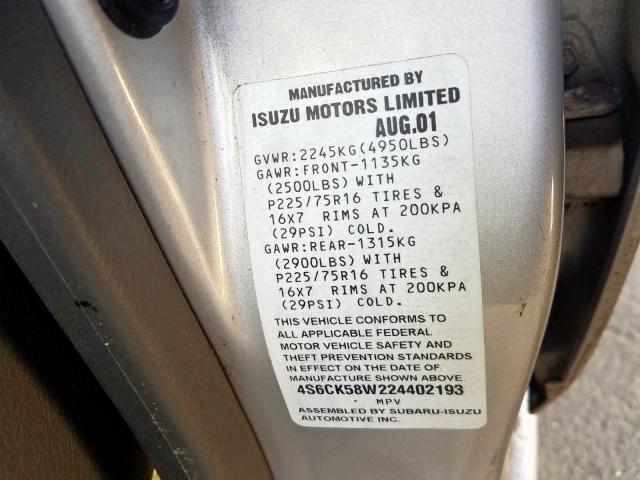 MANUFACTURED BY
ISUZU MOTORS LIMITED
AUG.01
GVWR:2245KG(4950LBS)
GAWR:FRONT-1135KG
(2500LBS) WITH
P225/75R16 TIRES &
16X7 RIMS AT 200KPA
(29PSI) COLD.
GAWR:REAR-1315KG
(2900LBS) WITH
P225/75R16 TIRES &
16X7 RIMS AT 200KPA
(29PSI) COLD.
THIS VEHICLE CONFORMS TO
ALL APPLICABLE FEDERAL
MOTOR VEHICLE SAFETY AND
THEFT PREVENTION STANDARDS
IN EFFECT ON THE DATE OF
MANUFACTURE SHOWN ABOVE.
4S6CK58W224402193
MPV
ASSEMBLED BY SUBARU-ISUZU
AUTOMOTIVE INC.